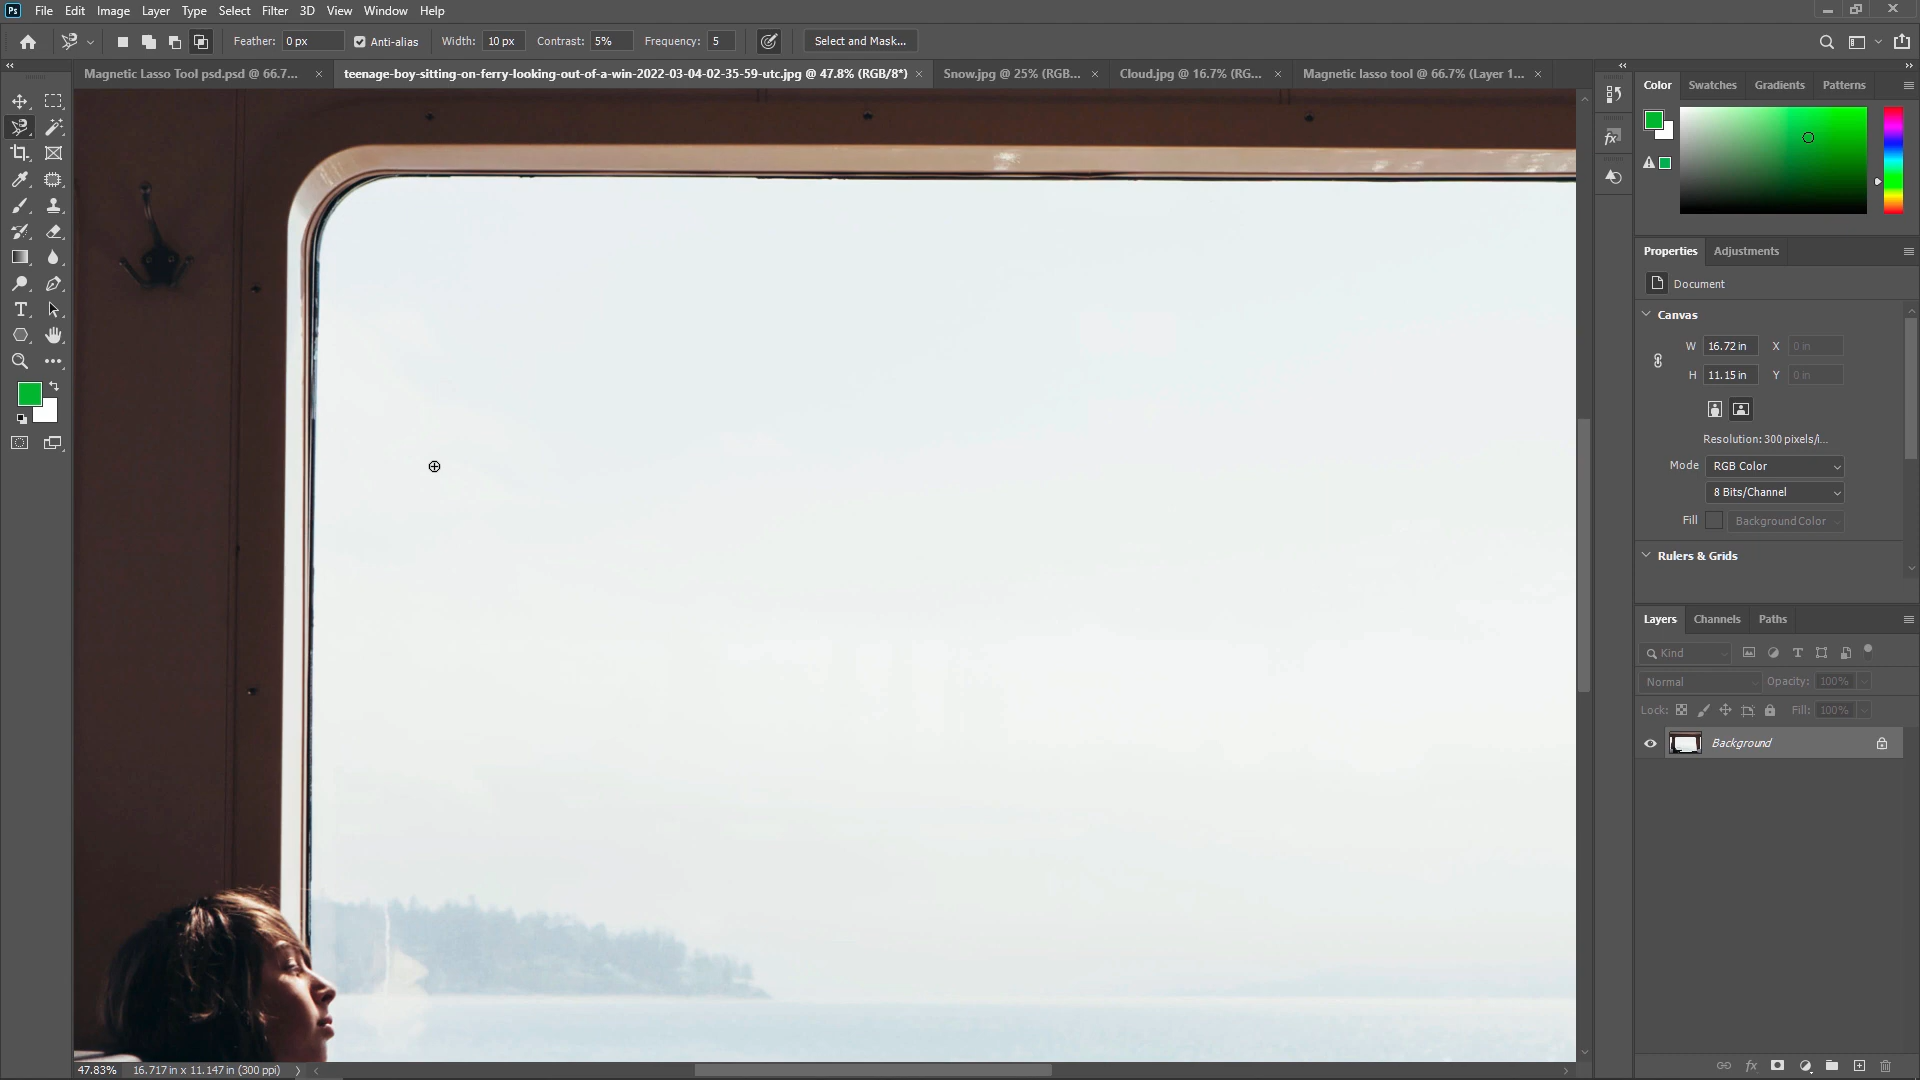 Ps File Edit Image Layer Type Select Filter 3D View Window Help
Feather: 0 px Anti-alias Width: 10 px Contrast: 5% Frequency: 5 Select and Mask...
Magnetic Lasso Tool psd.psd @ 66.7... × teenage-boy-sitting-on-ferry-looking-out-of-a-win-2022-03-04-02-35-59-utc.jpg @ 47.8% (RGB/8*) × Snow.jpg @ 25% (RGB... × Cloud.jpg @ 16.7% (RG... × Magnetic lasso tool @ 66.7% (Layer 1... ×
Color Swatches Gradients Patterns
Properties Adjustments
Document
Canvas
W 16.72 in X 0 in
H 11.15 in Y 0 in
Resolution: 300 pixels/i...
Mode RGB Color
8 Bits/Channel
Fill Background Color
Rulers & Grids
Layers Channels Paths
Kind
Normal Opacity: 100%
Lock: Fill: 100%
Background
47.83% 16.717 in x 11.147 in (300 ppi)